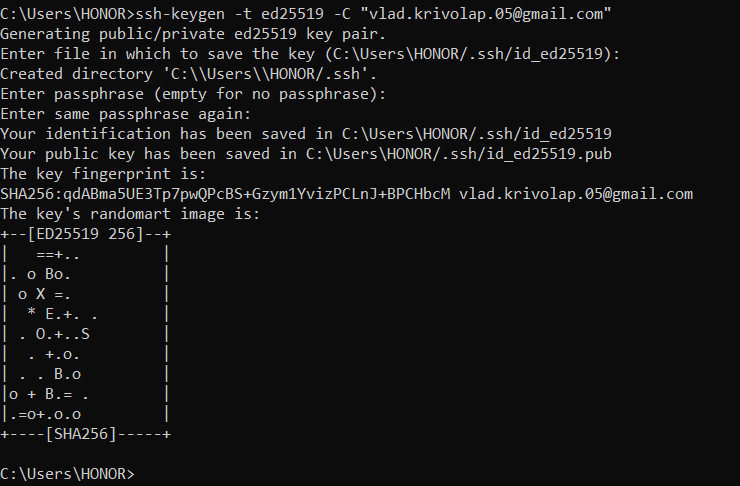 C:\Users\HONOR>ssh-keygen -t ed25519 -C "vlad.krivolap.05@gmail.com"
Generating public/private ed25519 key pair.
Enter file in which to save the key (C:\Users\HONOR/.ssh/id_ed25519):
Created directory 'C:\\Users\\HONOR/.ssh'.
Enter passphrase (empty for no passphrase):
Enter same passphrase again:
Your identification has been saved in C:\Users\HONOR/.ssh/id_ed25519
Your public key has been saved in C:\Users\HONOR/.ssh/id_ed25519.pub
The key fingerprint is:
SHA256:qdABma5UE3Tp7pwQPcBS+Gzym1YvizPCLnJ+BPCHbcM vlad.krivolap.05@gmail.com
The key's randomart image is:
+--[ED25519 256]--+
|   ==+..         |
|. o Bo.          |
| o X =.          |
|  * E.+. .       |
| . O.+..S        |
|  . +.o.         |
| . . B.o         |
|o + B.= .        |
|.=o+.o.o         |
+----[SHA256]-----+
C:\Users\HONOR>